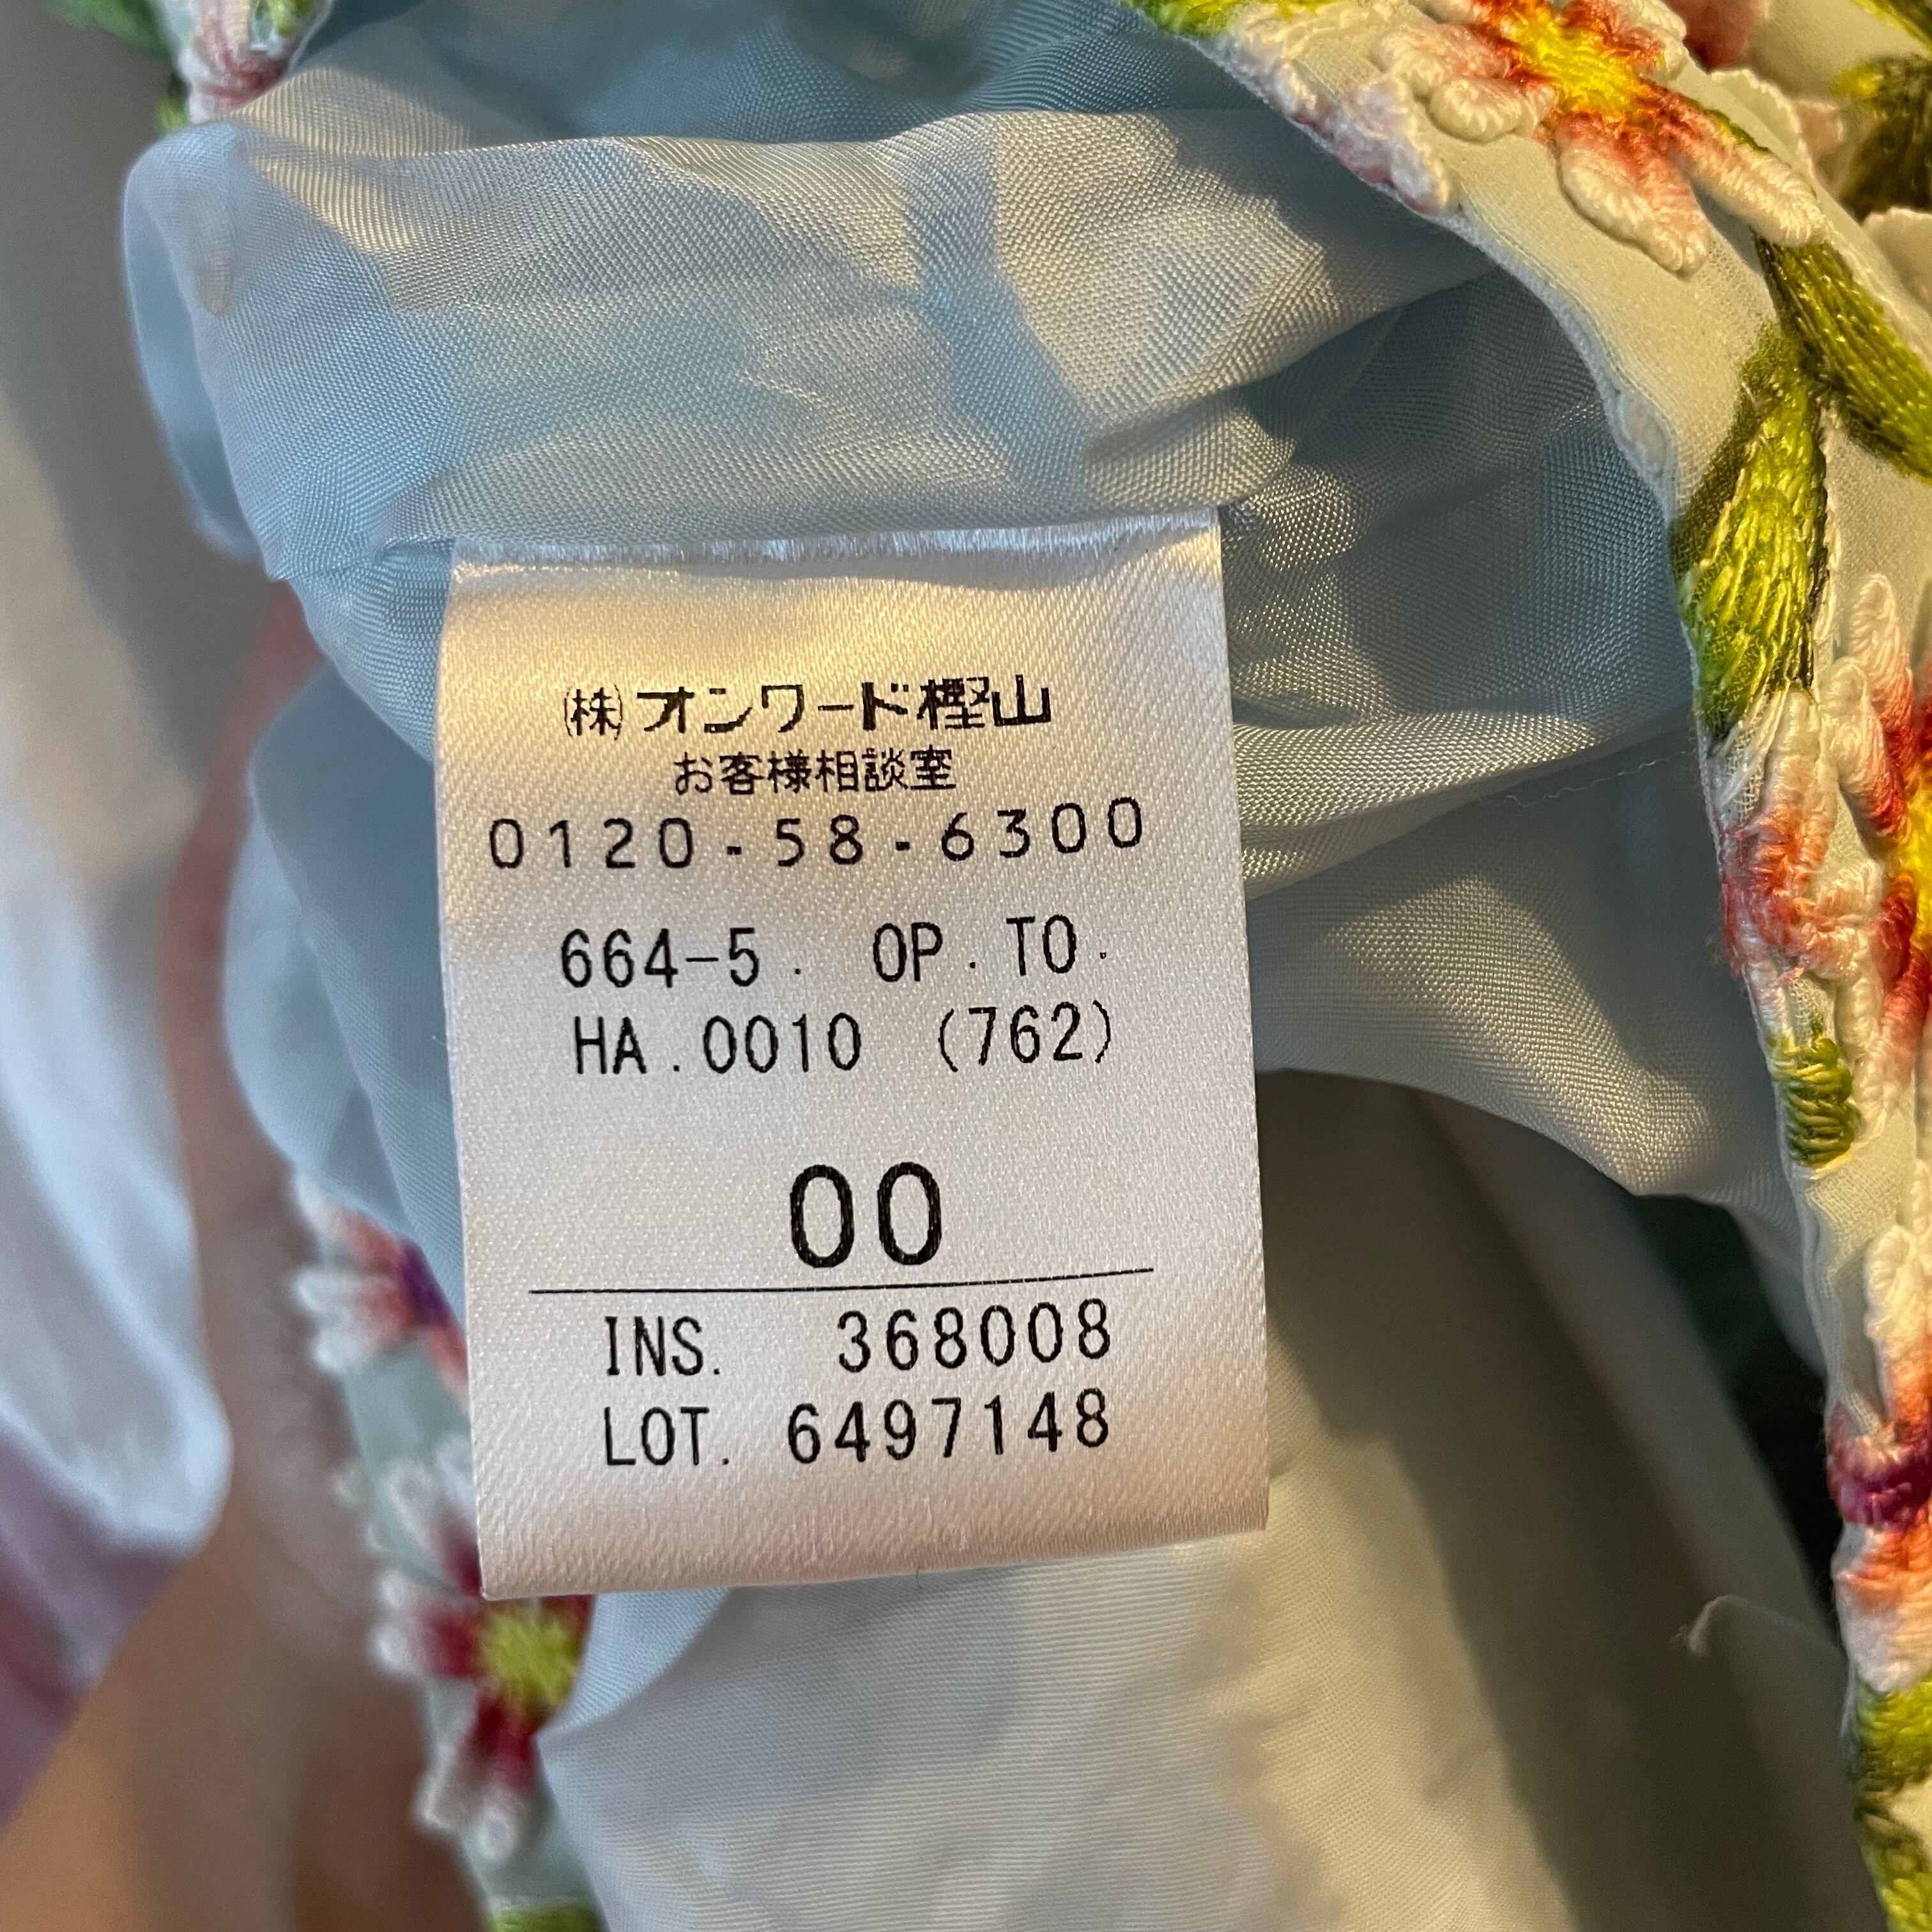 ㈱オンワード樫山
お客様相談室
0120-58-6300
664-5. OP. TO.
HA.0010 (762)
00
INS. 368008
LOT. 6497148